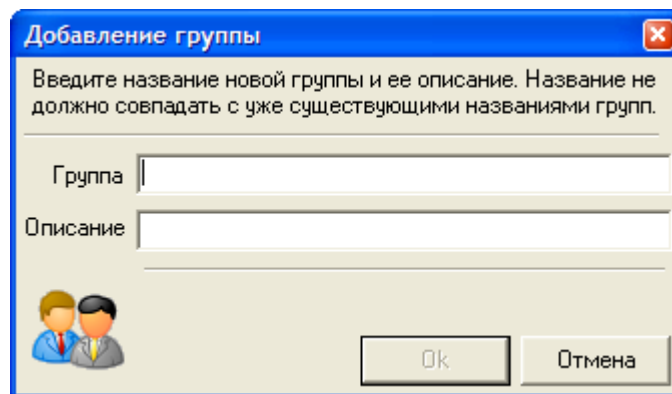 Добавление группы
Введите название новой группы и ее описание. Название не
должно совпадать с уже существующими названиями групп.
Группа
Описание
Ok
Отмена